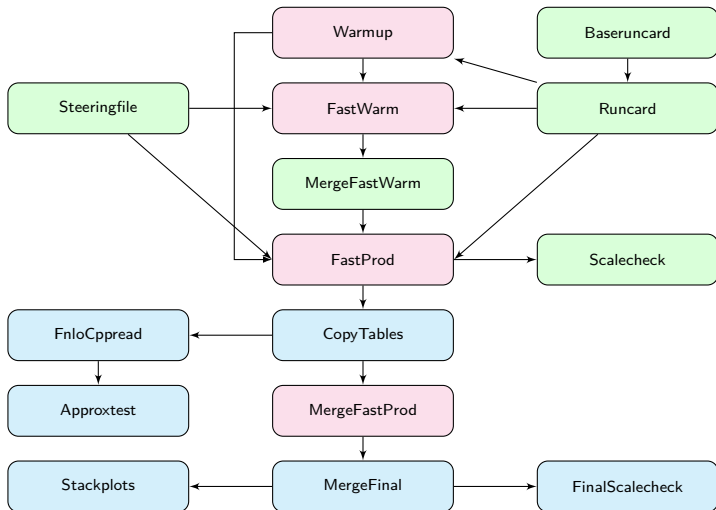 Warmup
Baseruncard
Steeringfile
FastWarm
Runcard
MergeFastWarm
FastProd
Scalecheck
FnloCppread
CopyTables
Approxtest
MergeFastProd
Stackplots
MergeFinal
FinalScalecheck